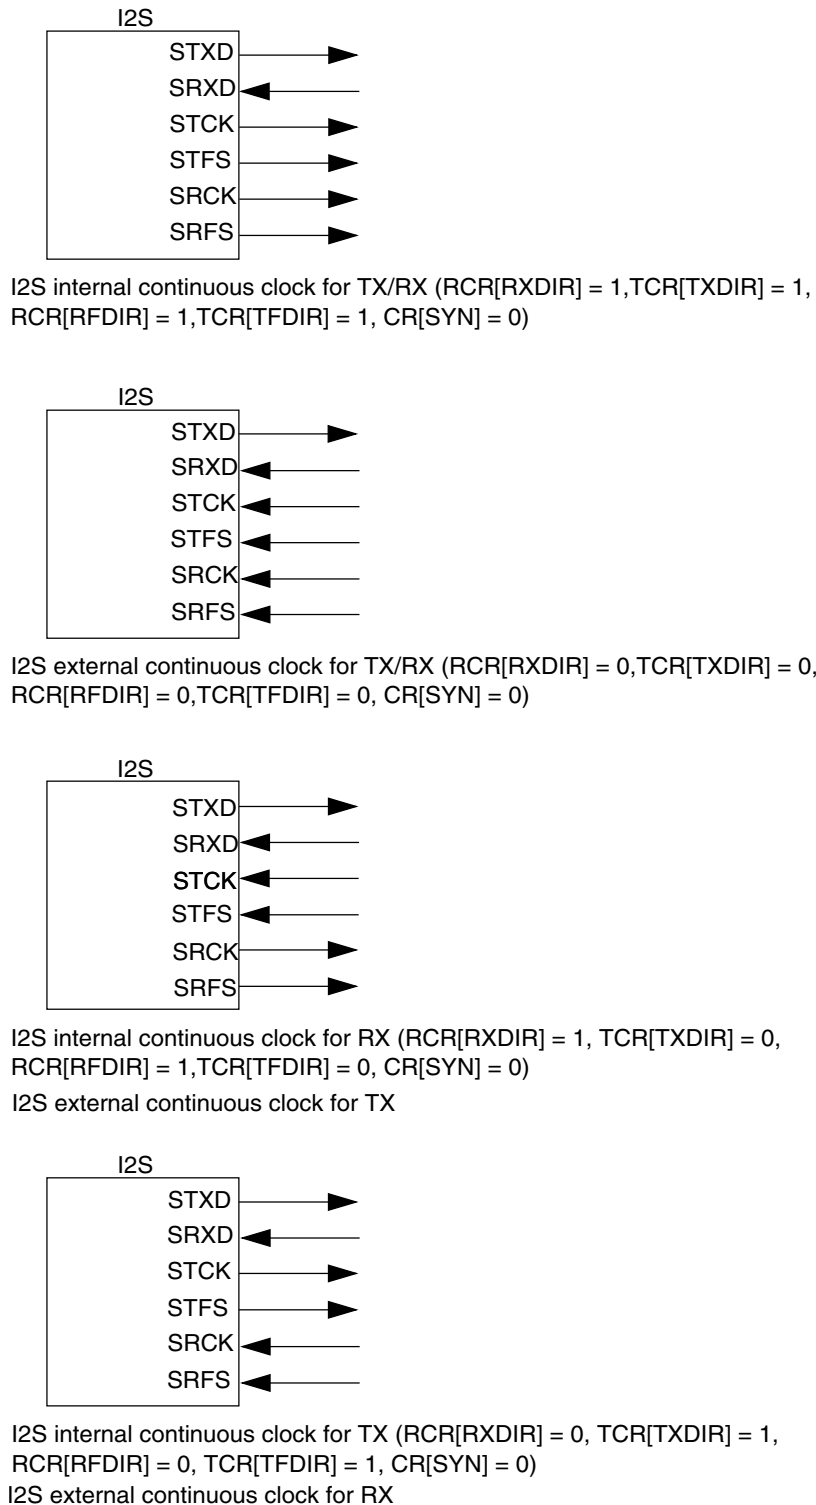 I2S
STXD
SRXD
STCK
STFS
SRCK
SRFS
I2S internal continuous clock for TX/RX (RCR[RXDIR] = 1,TCR[TXDIR] = 1,
RCR[RFDIR] = 1,TCR[TFDIR] = 1, CR[SYN] = 0)
I2S
STXD
SRXD
STCK
STFS
SRCK
SRFS
I2S external continuous clock for TX/RX (RCR[RXDIR] = 0,TCR[TXDIR] = 0,
RCR[RFDIR] = 0,TCR[TFDIR] = 0, CR[SYN] = 0)
I2S
STXD
SRXD
STCK
STFS
SRCK
SRFS
I2S internal continuous clock for RX (RCR[RXDIR] = 1, TCR[TXDIR] = 0,
RCR[RFDIR] = 1,TCR[TFDIR] = 0, CR[SYN] = 0)
I2S external continuous clock for TX
I2S
STXD
SRXD
STCK
STFS
SRCK
SRFS
I2S internal continuous clock for TX (RCR[RXDIR] = 0, TCR[TXDIR] = 1,
RCR[RFDIR] = 0, TCR[TFDIR] = 1, CR[SYN] = 0)
I2S external continuous clock for RX